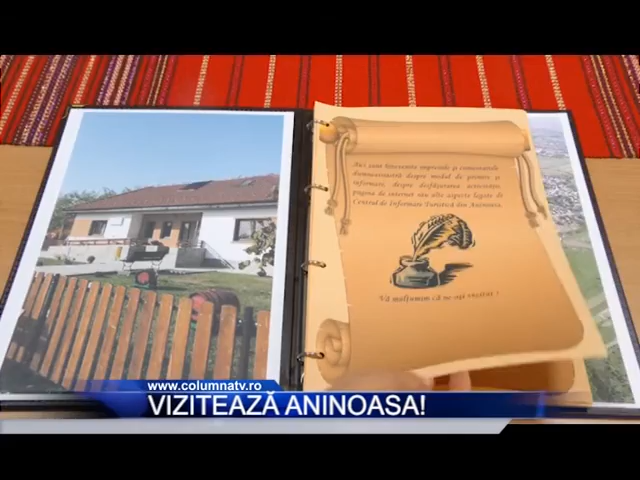 Aici sunt binevenite impresiile și comentariile
dumneavoastră despre modul de primire și
informare, despre desfășurarea activității,
pagina de internet sau alte aspecte legate de
Centrul de Informare Turistică din Aninoasa.
Vă mulțumim că ne-ați vizitat !
www.columnatv.ro
VIZITEAZĂ ANINOASA!